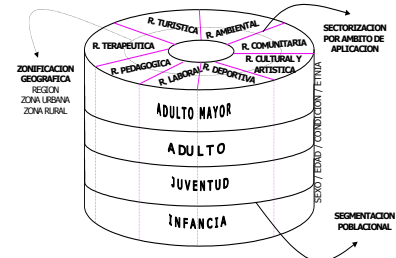 R. TURISTICA
R. AMBIENTAL
R. TERAPEUTICA
R. COMUNITARIA
R. PEDAGOGICA
R. LABORAL
R. DEPORTIVA
R. CULTURAL Y
ARTISTICA
SECTORIZACION
POR AMBITO DE
APLICACION
ZONIFICACION
GEOGRAFICA
REGION
ZONA URBANA
ZONA RURAL
ADULTO MAYOR
ADULTO
JUVENTUD
INFANCIA
SEXO / EDAD / CONDICION / ETNIA
SEGMENTACION
POBLACIONAL